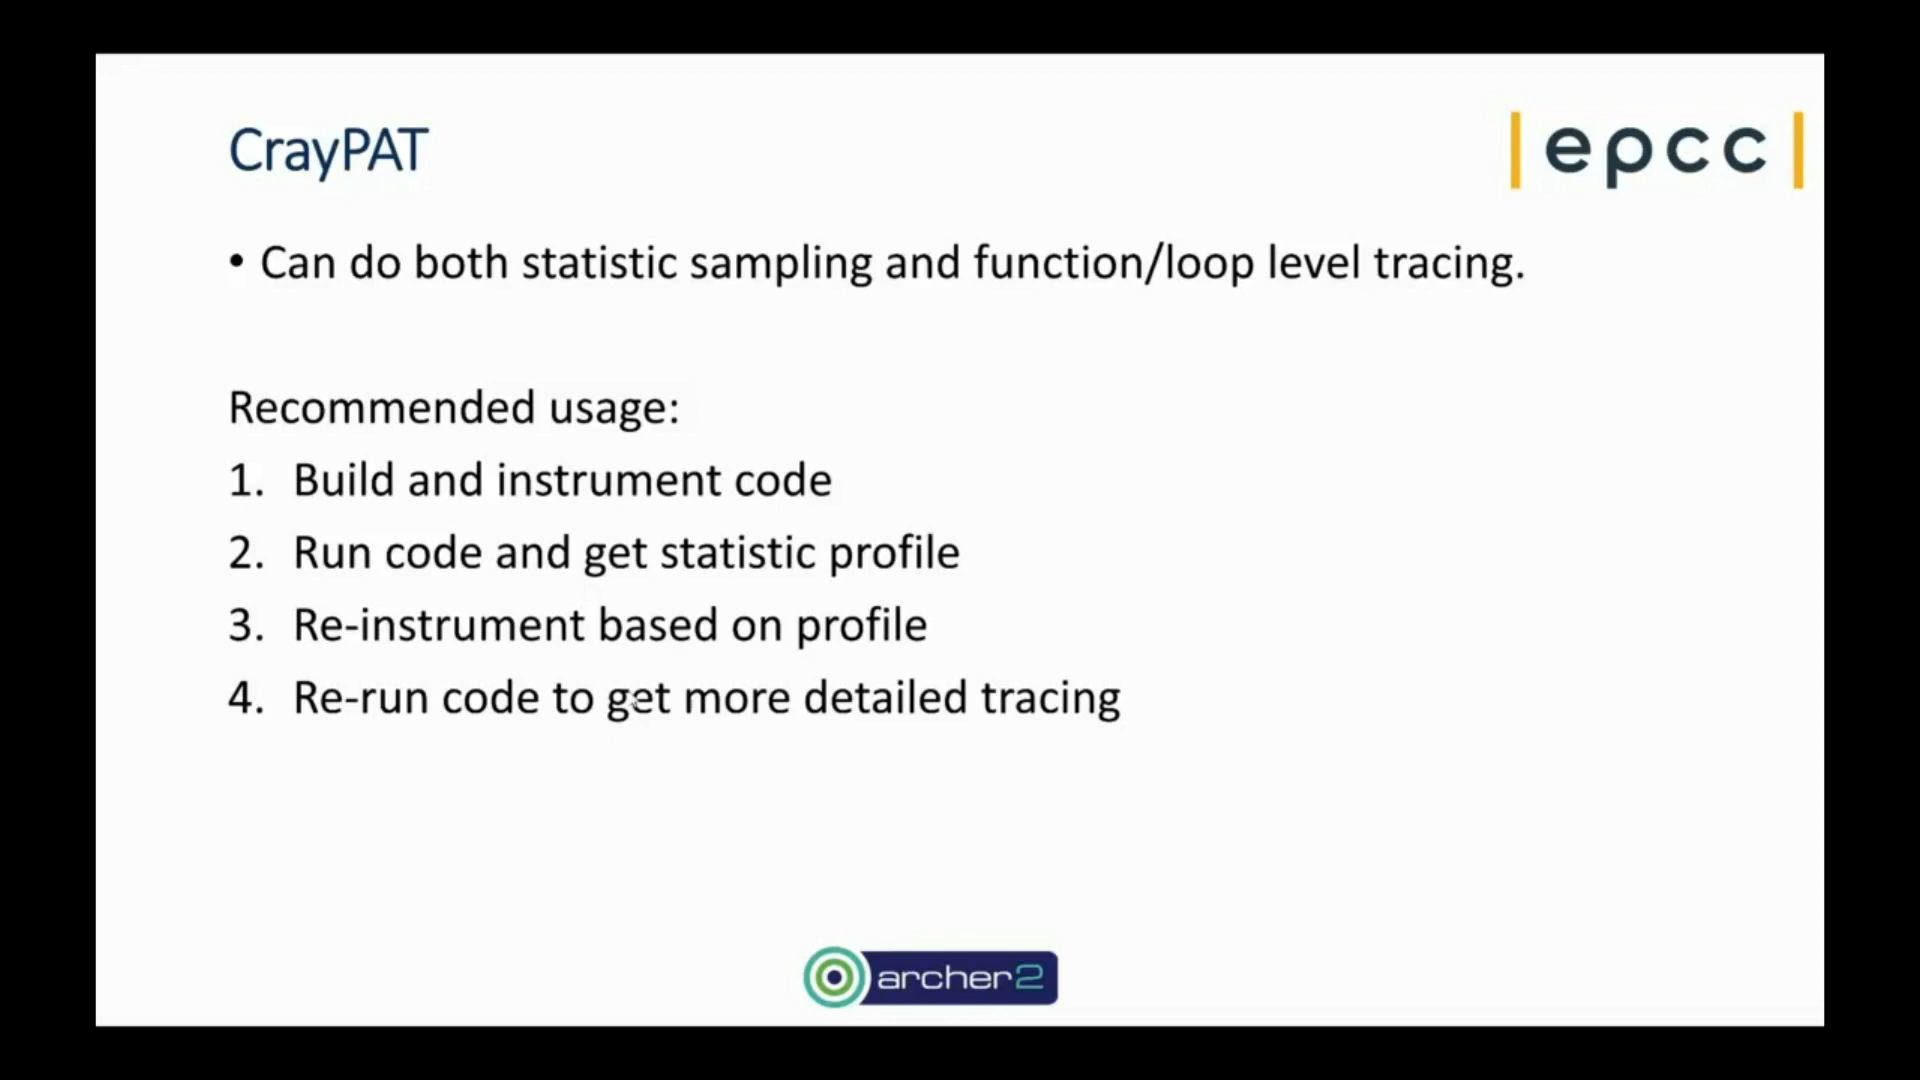 CrayPAT
|epcc|
• Can do both statistic sampling and function/loop level tracing.
Recommended usage:
1. Build and instrument code
2. Run code and get statistic profile
3. Re-instrument based on profile
4. Re-run code to get more detailed tracing
archer2